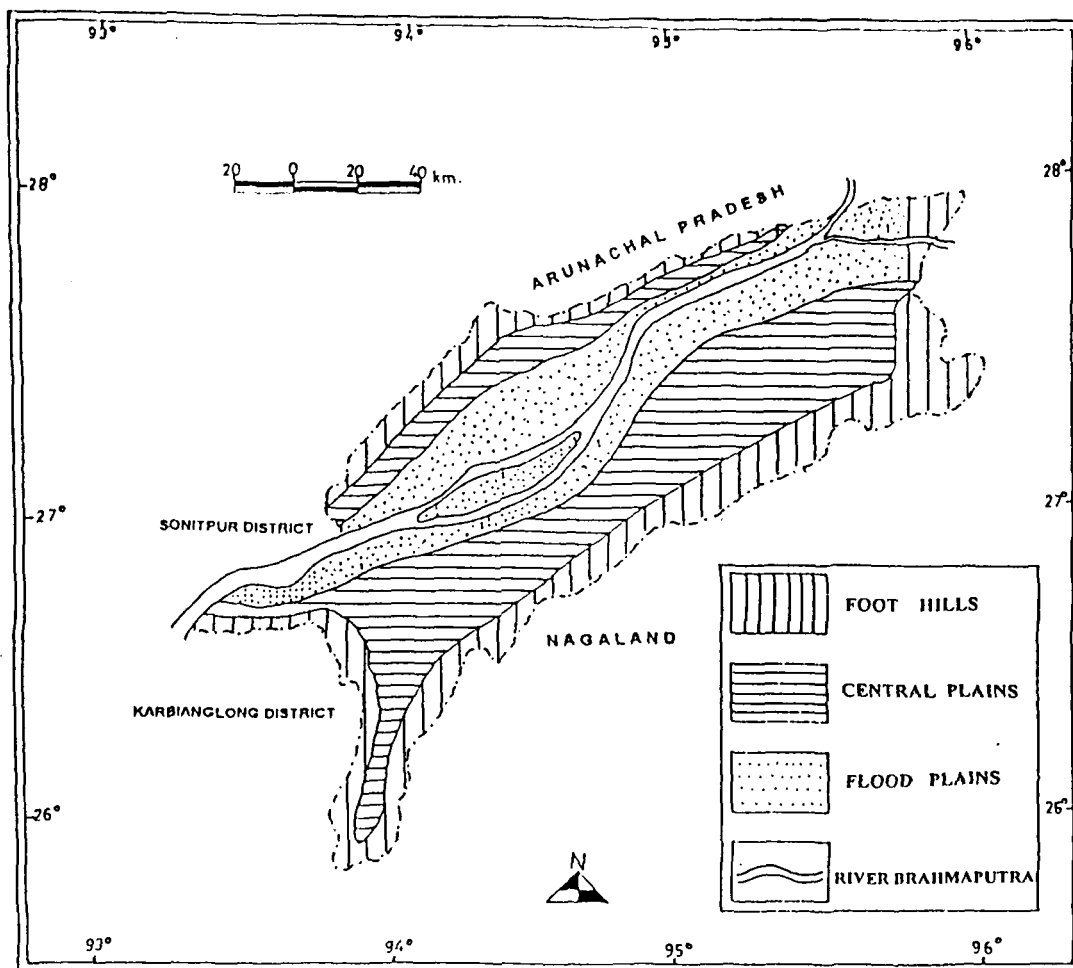 93° 94° 95° 96°
20 0 20 40 km.
28° 28°
ARUNACHAL PRADESH
27° 27°
SONITPUR DISTRICT
FOOT HILLS
NAGALAND
CENTRAL PLAINS
KARBIANGLONG DISTRICT
FLOOD PLAINS
26° 26°
N
RIVER BRAHMAPUTRA
93° 94° 95° 96°